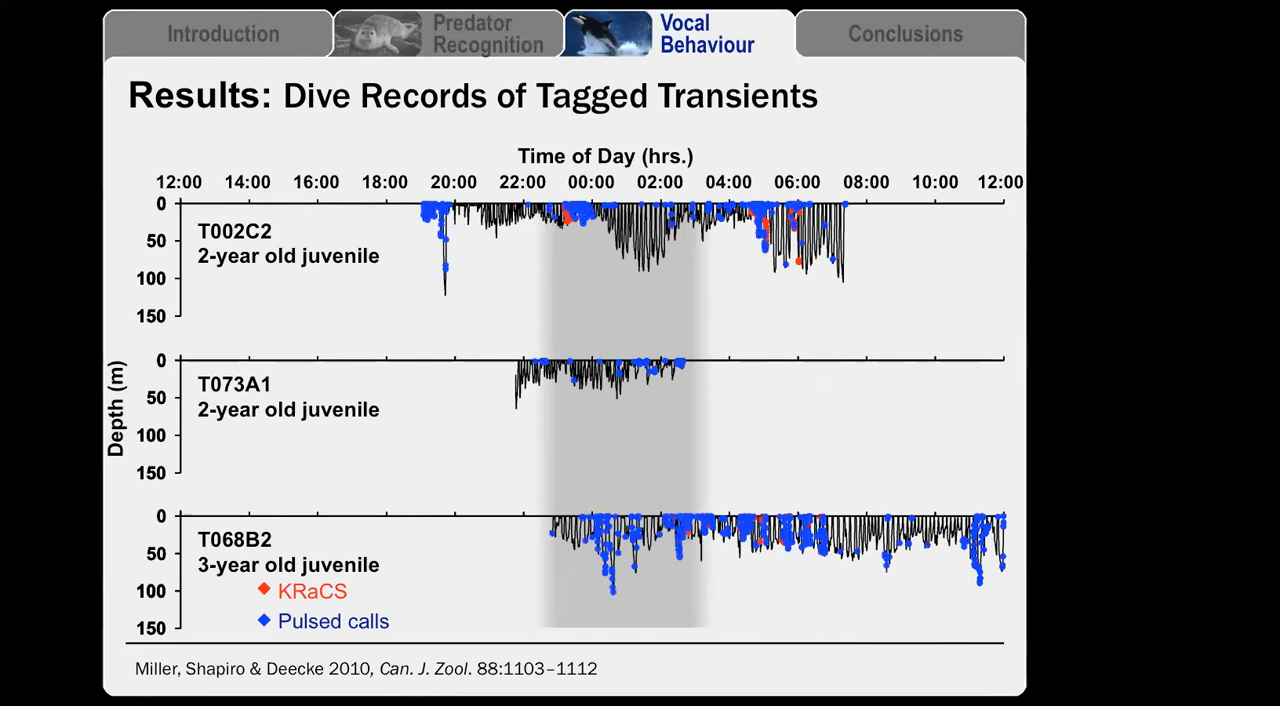 Introduction
Predator
Recognition
Vocal
Behaviour
Conclusions
Results: Dive Records of Tagged Transients
Time of Day (hrs.)
12:00 14:00 16:00 18:00 20:00 22:00 00:00 02:00 04:00 06:00 08:00 10:00 12:00
Depth (m)
0
50
100
150
T002C2
2-year old juvenile
0
50
100
150
T073A1
2-year old juvenile
0
50
100
150
T068B2
3-year old juvenile
KRaCS
Pulsed calls
Miller, Shapiro & Deecke 2010, Can. J. Zool. 88:1103–1112